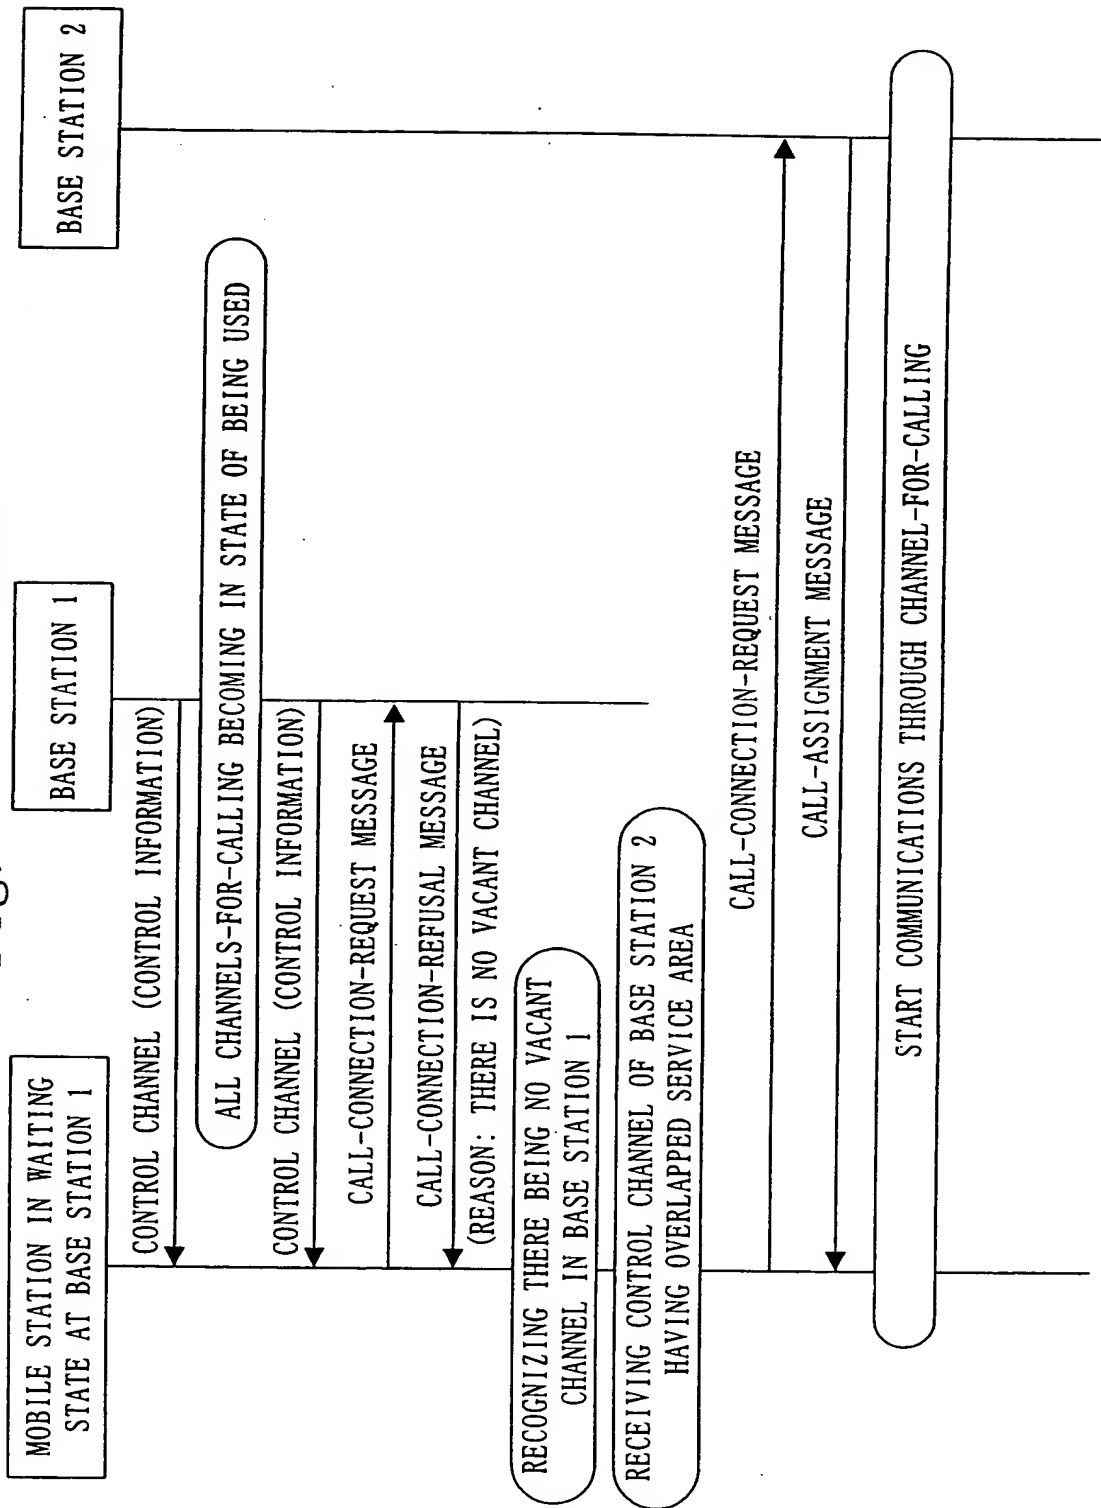 MOBILE STATION IN WAITING
STATE AT BASE STATION 1
BASE STATION 1
BASE STATION 2
CONTROL CHANNEL (CONTROL INFORMATION)
ALL CHANNELS-FOR-CALLING BECOMING IN STATE OF BEING USED
CONTROL CHANNEL (CONTROL INFORMATION)
CALL-CONNECTION-REQUEST MESSAGE
CALL-CONNECTION-REFUSAL MESSAGE
(REASON: THERE IS NO VACANT CHANNEL)
RECOGNIZING THERE BEING NO VACANT
CHANNEL IN BASE STATION 1
RECEIVING CONTROL CHANNEL OF BASE STATION 2
HAVING OVERLAPPED SERVICE AREA
CALL-CONNECTION-REQUEST MESSAGE
CALL-ASSIGNMENT MESSAGE
START COMMUNICATIONS THROUGH CHANNEL-FOR-CALLING